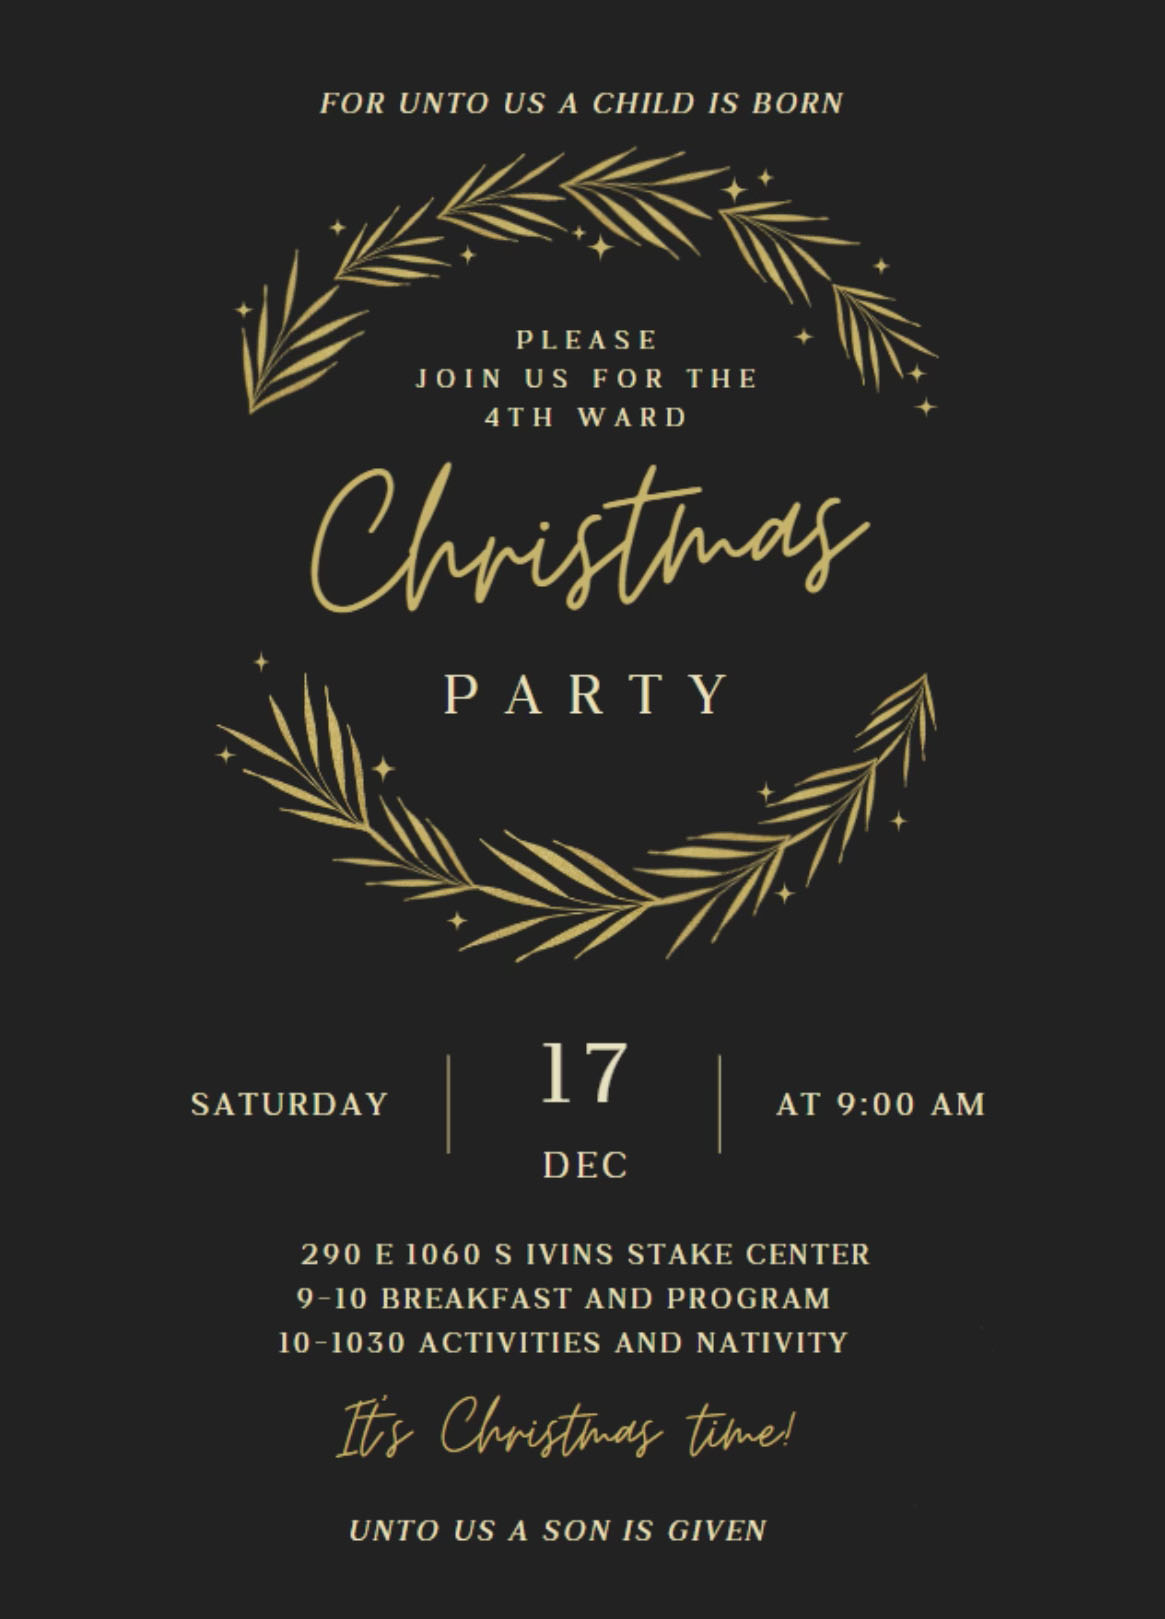 FOR UNTO US A CHILD IS BORN
PLEASE
JOIN US FOR THE
4TH WARD
Christmas
PARTY
SATURDAY
17
DEC
AT 9:00 AM
290 E 1060 S IVINS STAKE CENTER
9-10 BREAKFAST AND PROGRAM
10-1030 ACTIVITIES AND NATIVITY
It's Christmas time!
UNTO US A SON IS GIVEN